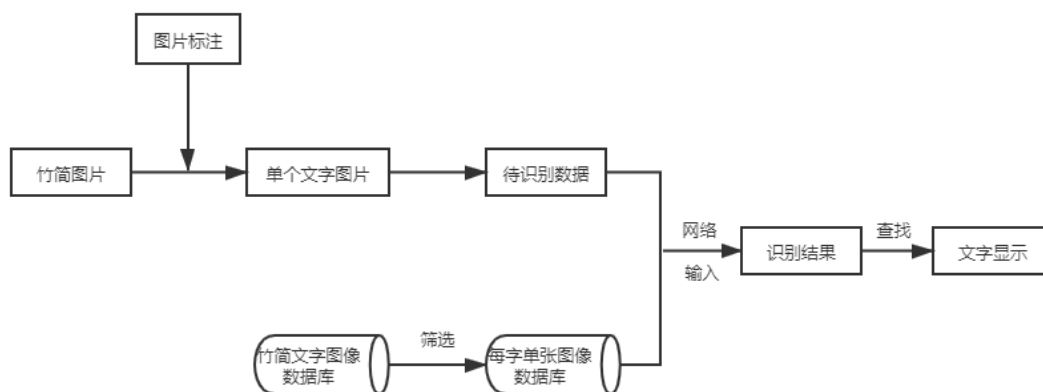 图片标注
竹简图片
单个文字图片
待识别数据
网络
输入
识别结果
查找
文字显示
竹简文字图像
数据库
筛选
每字单张图像
数据库